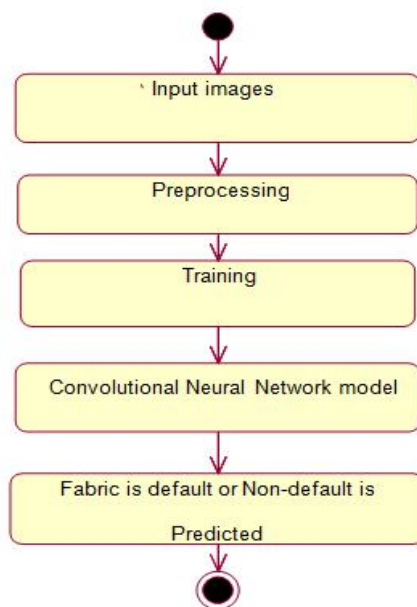 ` Input images
Preprocessing
Training
Convolutional Neural Network model
Fabric is default or Non-default is
Predicted